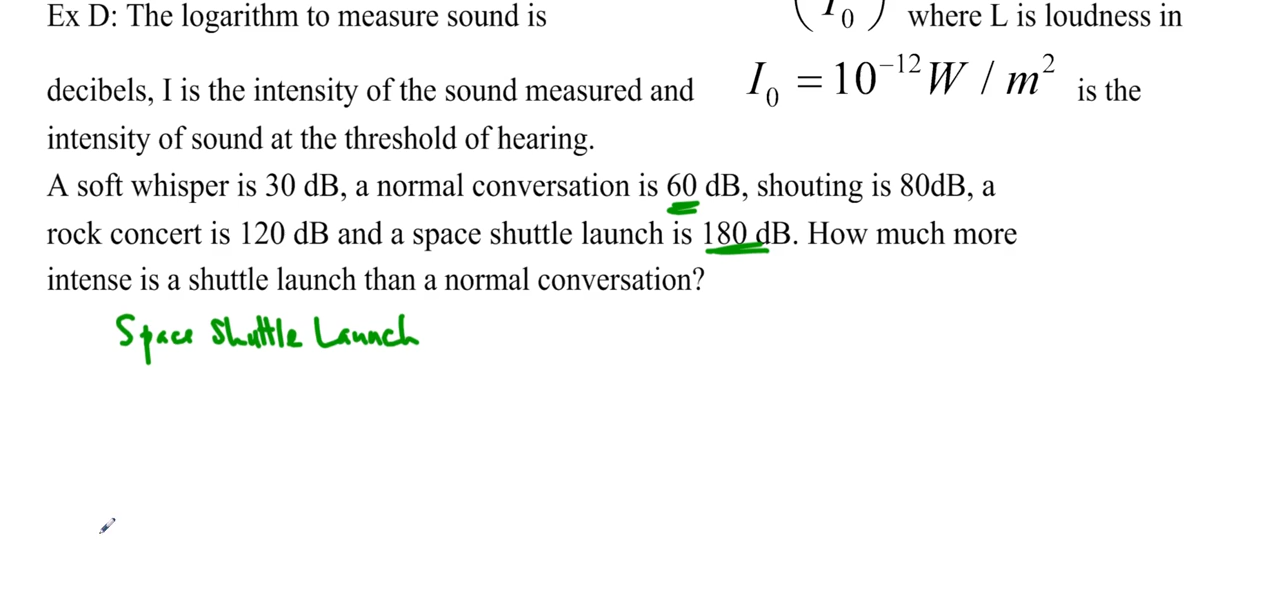 Ex D: The logarithm to measure sound is (I₀) where L is loudness in
decibels, I is the intensity of the sound measured and I₀ = 10⁻¹² W / m² is the
intensity of sound at the threshold of hearing.
A soft whisper is 30 dB, a normal conversation is 60 dB, shouting is 80dB, a
rock concert is 120 dB and a space shuttle launch is 180 dB. How much more
intense is a shuttle launch than a normal conversation?
Space Shuttle Launch